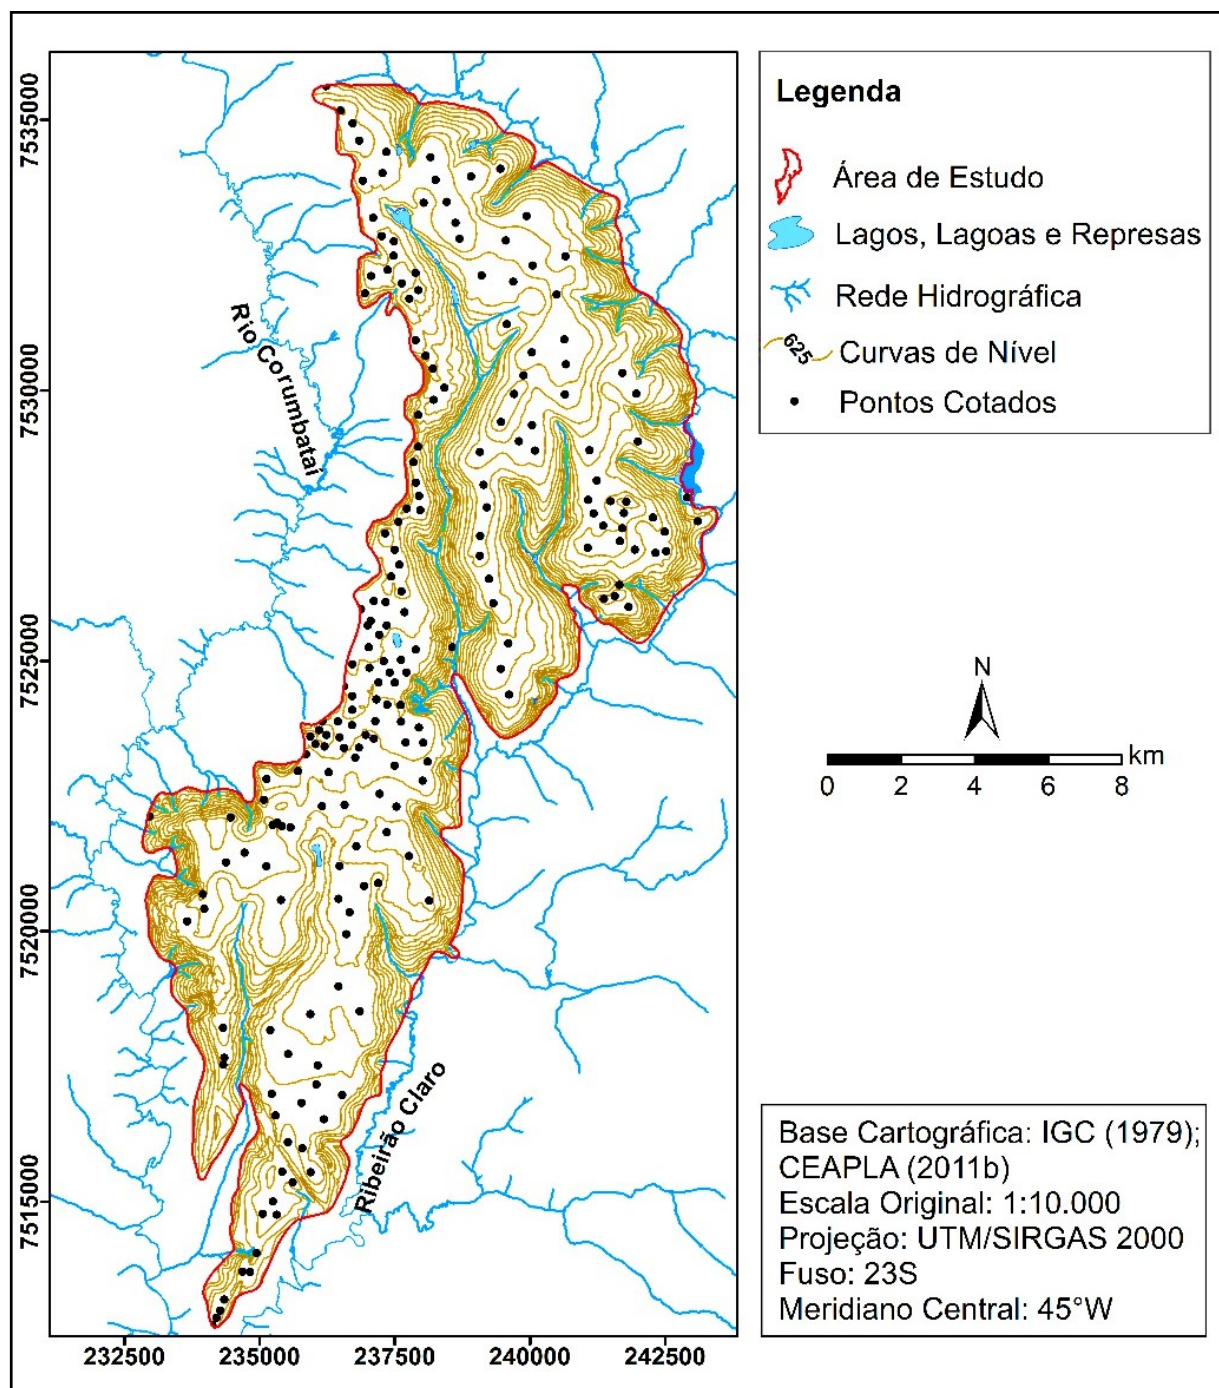 7535000
7530000
7525000
7520000
7515000
232500
235000
237500
240000
242500
Rio Corumbatai
Ribeirão Claro
Legenda
Área de Estudo
Lagos, Lagoas e Represas
Rede Hidrográfica
625
Curvas de Nível
Pontos Cotados
N
km
0 2 4 6 8
Base Cartográfica: IGC (1979);
CEAPLA (2011b)
Escala Original: 1:10.000
Projeção: UTM/SIRGAS 2000
Fuso: 23S
Meridiano Central: 45°W